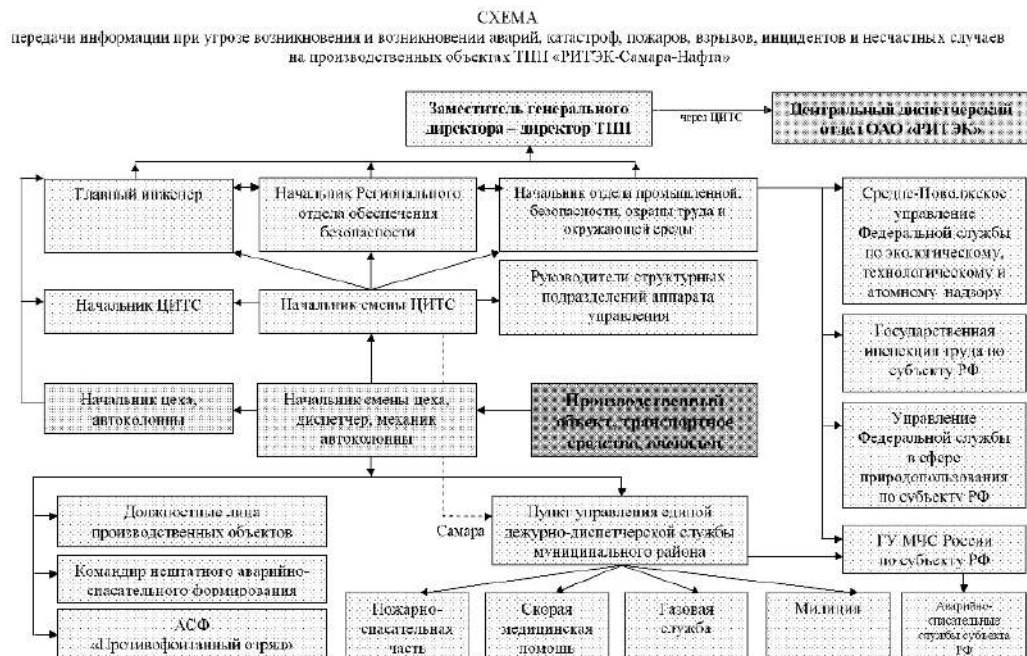 СХЕМА
передачи информации при угрозе возникновения и возникновении аварий, катастроф, пожаров, взрывов, инцидентов и несчастных случаев
на производственных объектах ТПП «РИТЭК-Самара-Нафта»
Заместитель генерального
директора – директор ТПП
через ЦИТС
Центральный диспетчерский
отдел ОАО «РИТЭК»
Главный инженер
Начальник Регионального
отдела обеспечения
безопасности
Начальник отдела промышленной
безопасности, охраны труда и
окружающей среды
Средне-Поволжское
управление
Федеральной службы
по экологическому,
технологическому и
атомному надзору
Начальник ЦИТС
Начальник смены ЦИТС
Руководители структурных
подразделений аппарата
управления
Государственная
инспекция труда по
субъекту РФ
Начальник цеха,
автоколонны
Начальник смены цеха,
диспетчер, механик
автоколонны
Производственный
объект, транспортное
средство, очевидец
Управление
Федеральной службы
в сфере
природопользования
по субъекту РФ
Должностные лица
производственных объектов
Самара
Пункт управления единой
дежурно-диспетчерской службы
муниципального района
ГУ МЧС России
по субъекту РФ
Командир нештатного аварийно-
спасательного формирования
АСФ
«Противофонтанный отряд»
Пожарно-
спасательная
часть
Скорая
медицинская
помощь
Газовая
служба
Милиция
Аварийно-
спасательные
службы субъекта
РФ